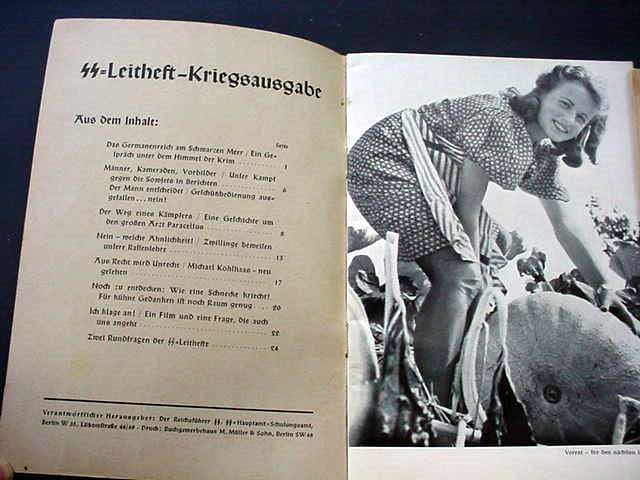 SS-Leitheft-Kriegsausgabe
Aus dem Inhalt:
Seite
Das Germanenreich am Schwarzen Meer / Ein Ge-
spräch unter dem Himmel der Krim 1
Männer, Kameraden, Vorbilder / Unser Kampf
gegen die Sowjets in Berichten 6
Der Mann entscheidet / Geschützbedienung aus-
gefallen ... nein!
Der Weg eines Kämpfers / Eine Geschichte um
den großen Arzt Paracelsus 8
Nein - welche Ähnlichkeit! / Zwillinge beweisen
unsere Rassenlehre 13
Aus Recht wird Unrecht / Michael Kohlhaas - neu
gesehen 17
Noch zu entdecken: Wie eine Schnecke kriecht!
Für kühne Gedanken ist noch Raum genug 20
Ich klage an! / Ein Film und eine Frage, die auch
uns angeht 22
Zwei Rundfragen der SS-Leithefte 24
Verantwortlicher Herausgeber: Der Reichsführer SS, SS-Hauptamt-Schulungsamt,
Berlin W 35, Lützowstraße 48/49 - Druck: Buchgewerbehaus M. Müller & Sohn, Berlin SW 68
Vorrat - für den nächsten